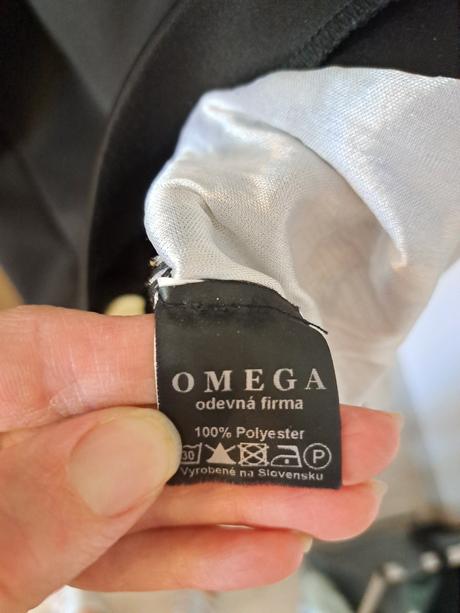 OMEGA
odevná firma
100% Polyester
30 P
Vyrobené na Slovensku